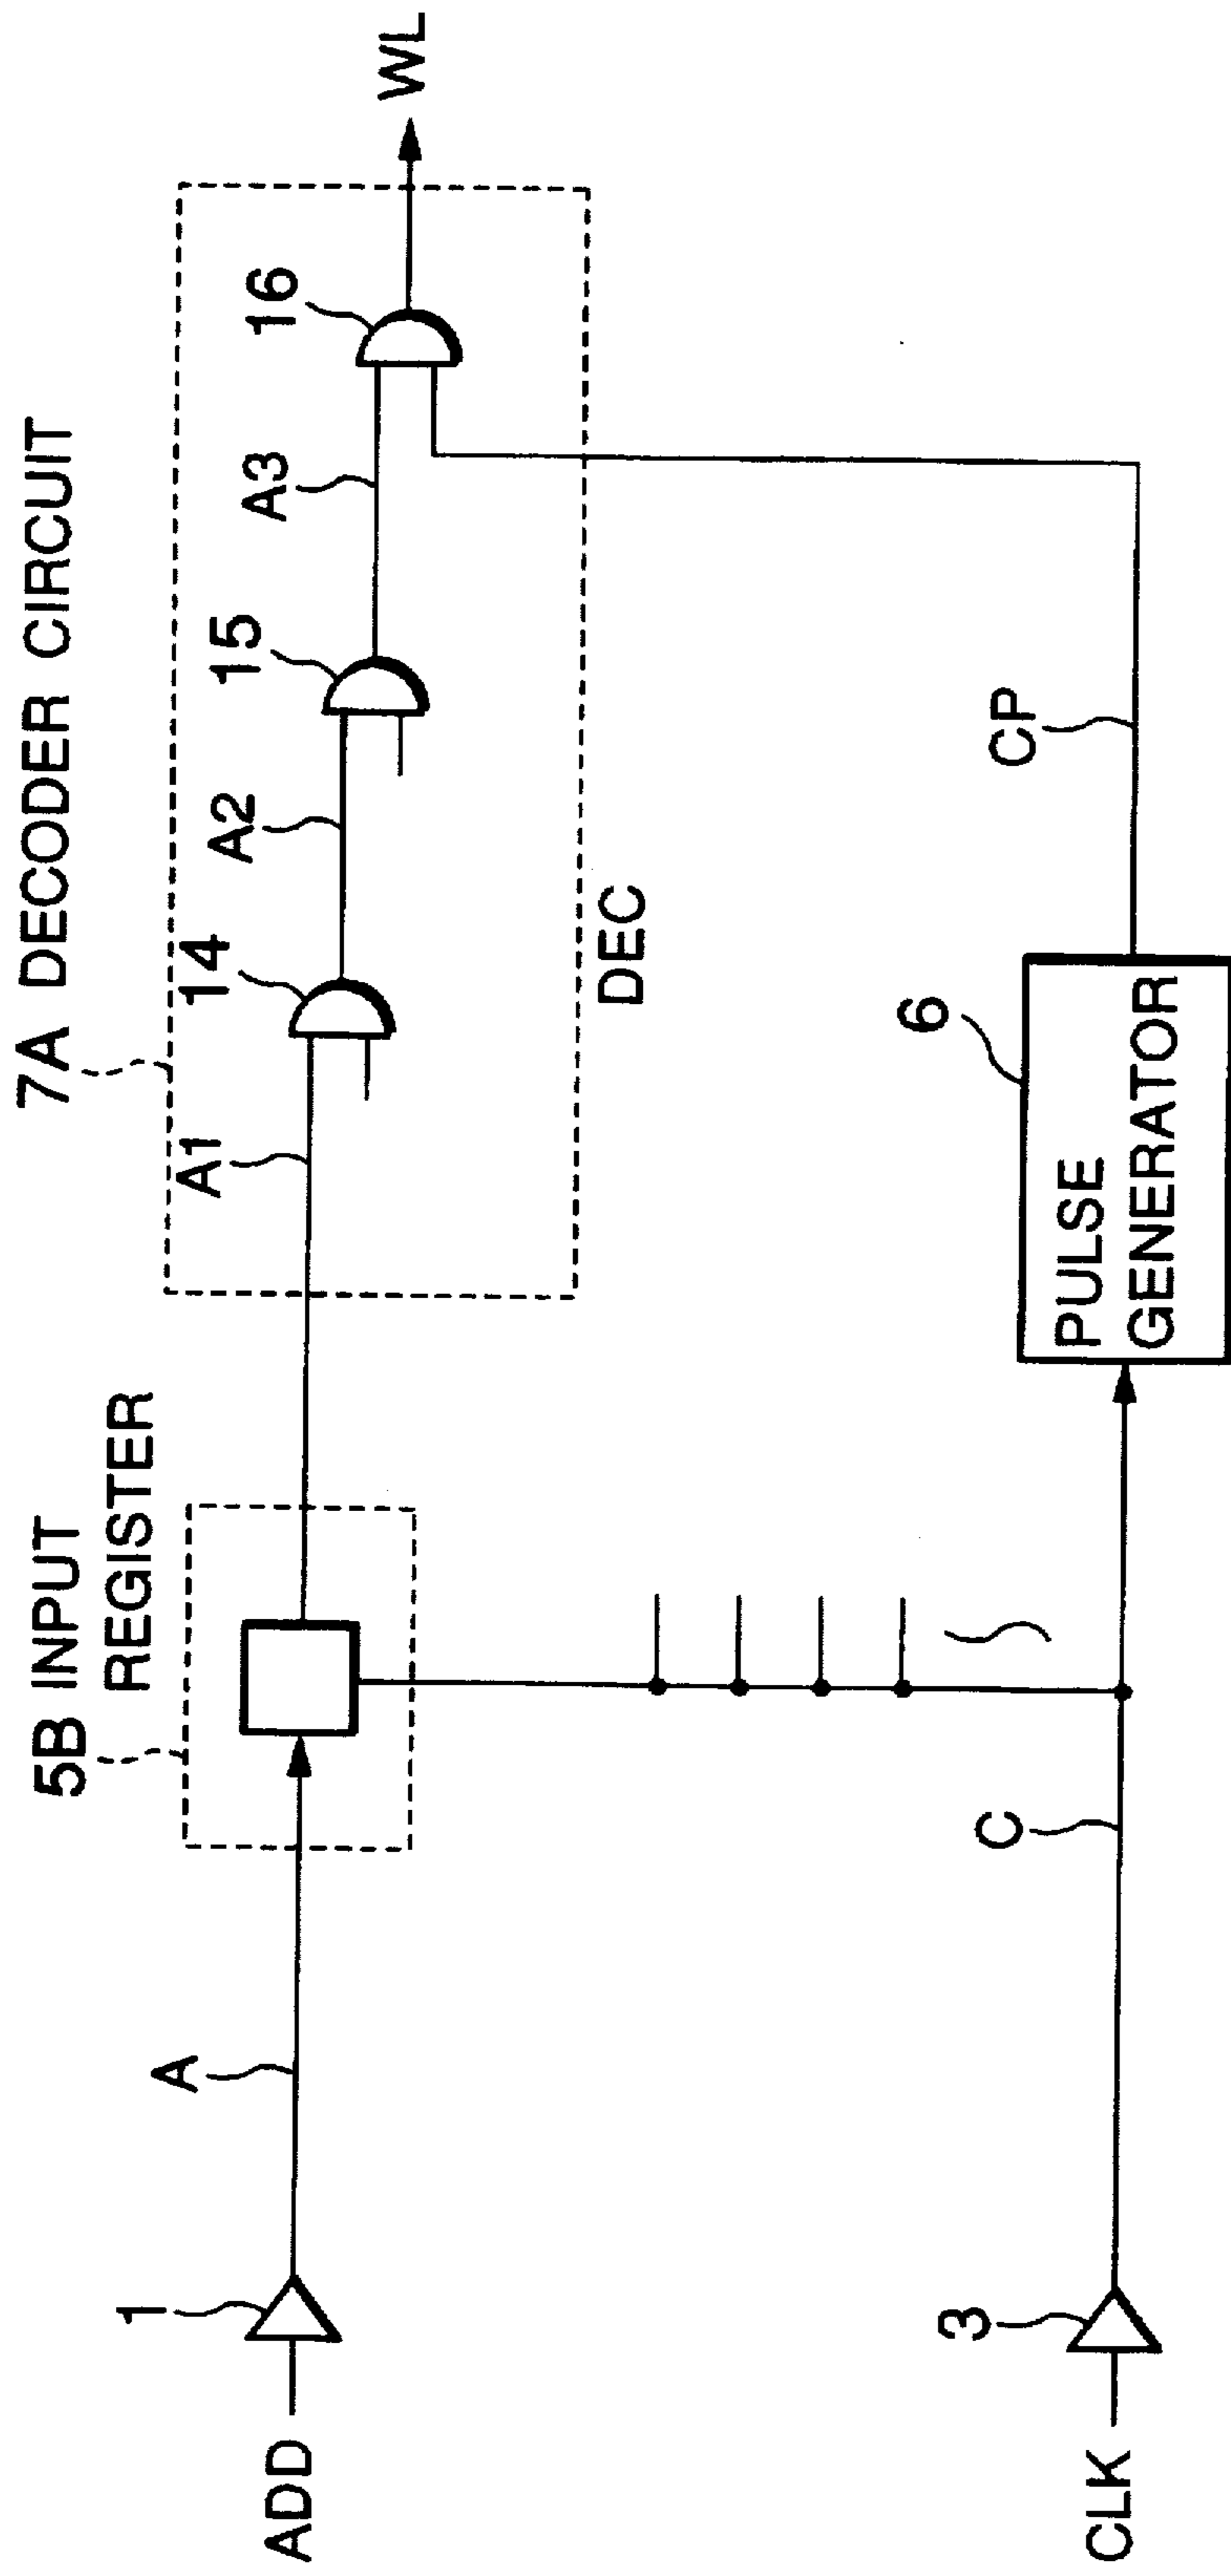 7A DECODER CIRCUIT
5B INPUT
REGISTER
ADD
1
A
A1
14
A2
15
A3
16
WL
DEC
CLK
3
C
6
PULSE
GENERATOR
CP